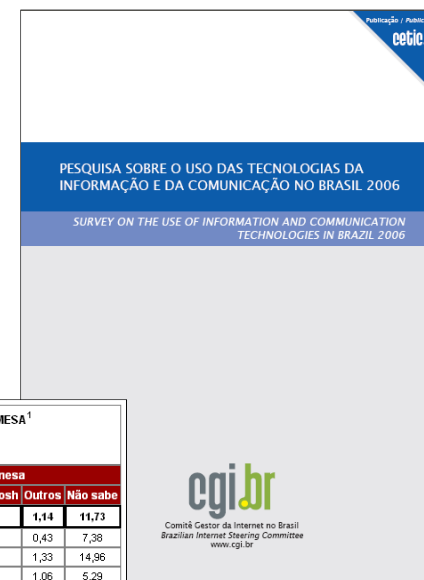 Publicação / Public
cetic
PESQUISA SOBRE O USO DAS TECNOLOGIAS DA
INFORMAÇÃO E DA COMUNICAÇÃO NO BRASIL 2006
SURVEY ON THE USE OF INFORMATION AND COMMUNICATION
TECHNOLOGIES IN BRAZIL 2006
MESA¹
mesa
osh Outros Não sabe
1,14 11,73
0,43 7,38
1,33 14,96
1,06 5,29
cgi.br
Comitê Gestor da Internet no Brasil
Brazilian Internet Steering Committee
www.cgi.br